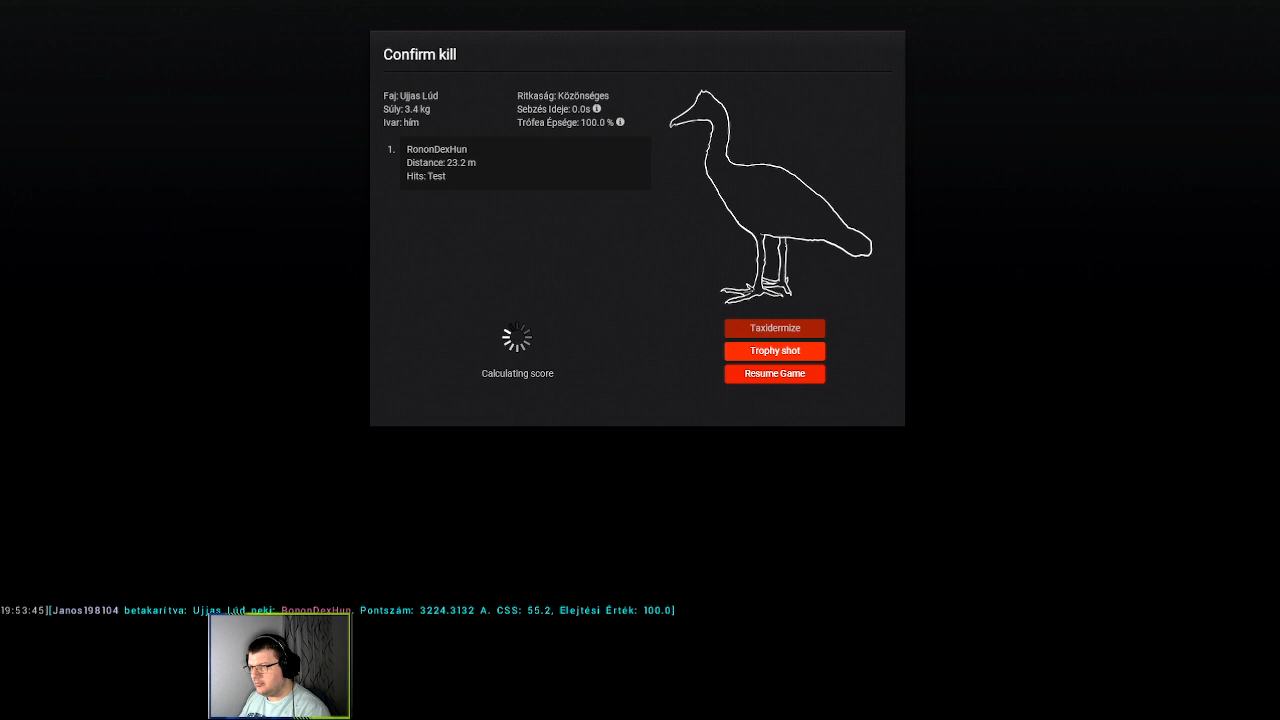 Confirm kill
Faj: Ujjas Lúd
Súly: 3.4 kg
Ivar: hím
Ritkaság: Közönséges
Sebzés Ideje: 0.0s
Trófea Épsége: 100.0 %
1. RononDexHun
Distance: 23.2 m
Hits: Test
Calculating score
Taxidermize
Trophy shot
Resume Game
19:53:45][Janos198104 betakarítva: Ujjas Lúd neki: RononDexHun, Pontszám: 3224.3132 A. CSS: 55.2, Elejtési Érték: 100.0]